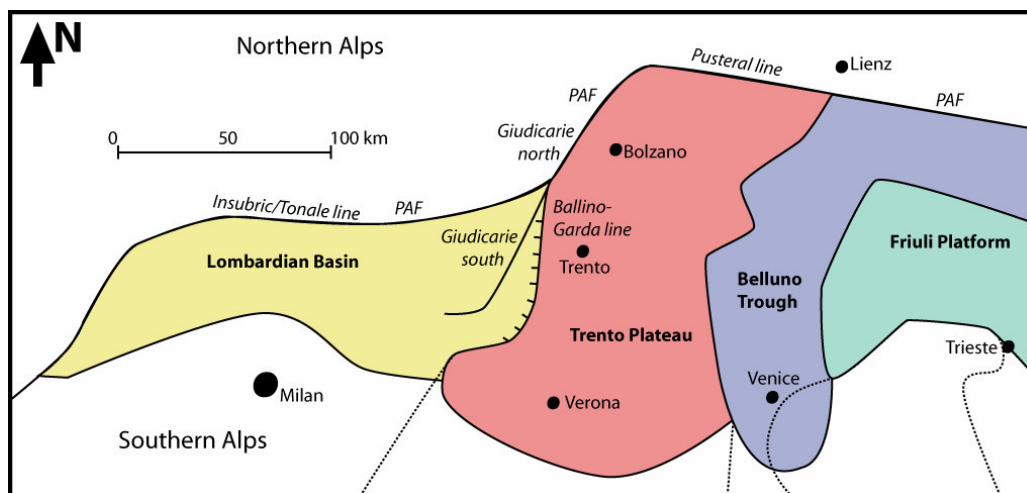 N
Northern Alps
Pusteral line
Lienz
PAF
PAF
0 50 100 km
Giudicarie
north
Bolzano
Insubric/Tonale line
PAF
Ballino-
Garda line
Giudicarie
south
Lombardian Basin
Trento
Friuli Platform
Belluno
Trough
Trento Plateau
Trieste
Milan
Verona
Venice
Southern Alps